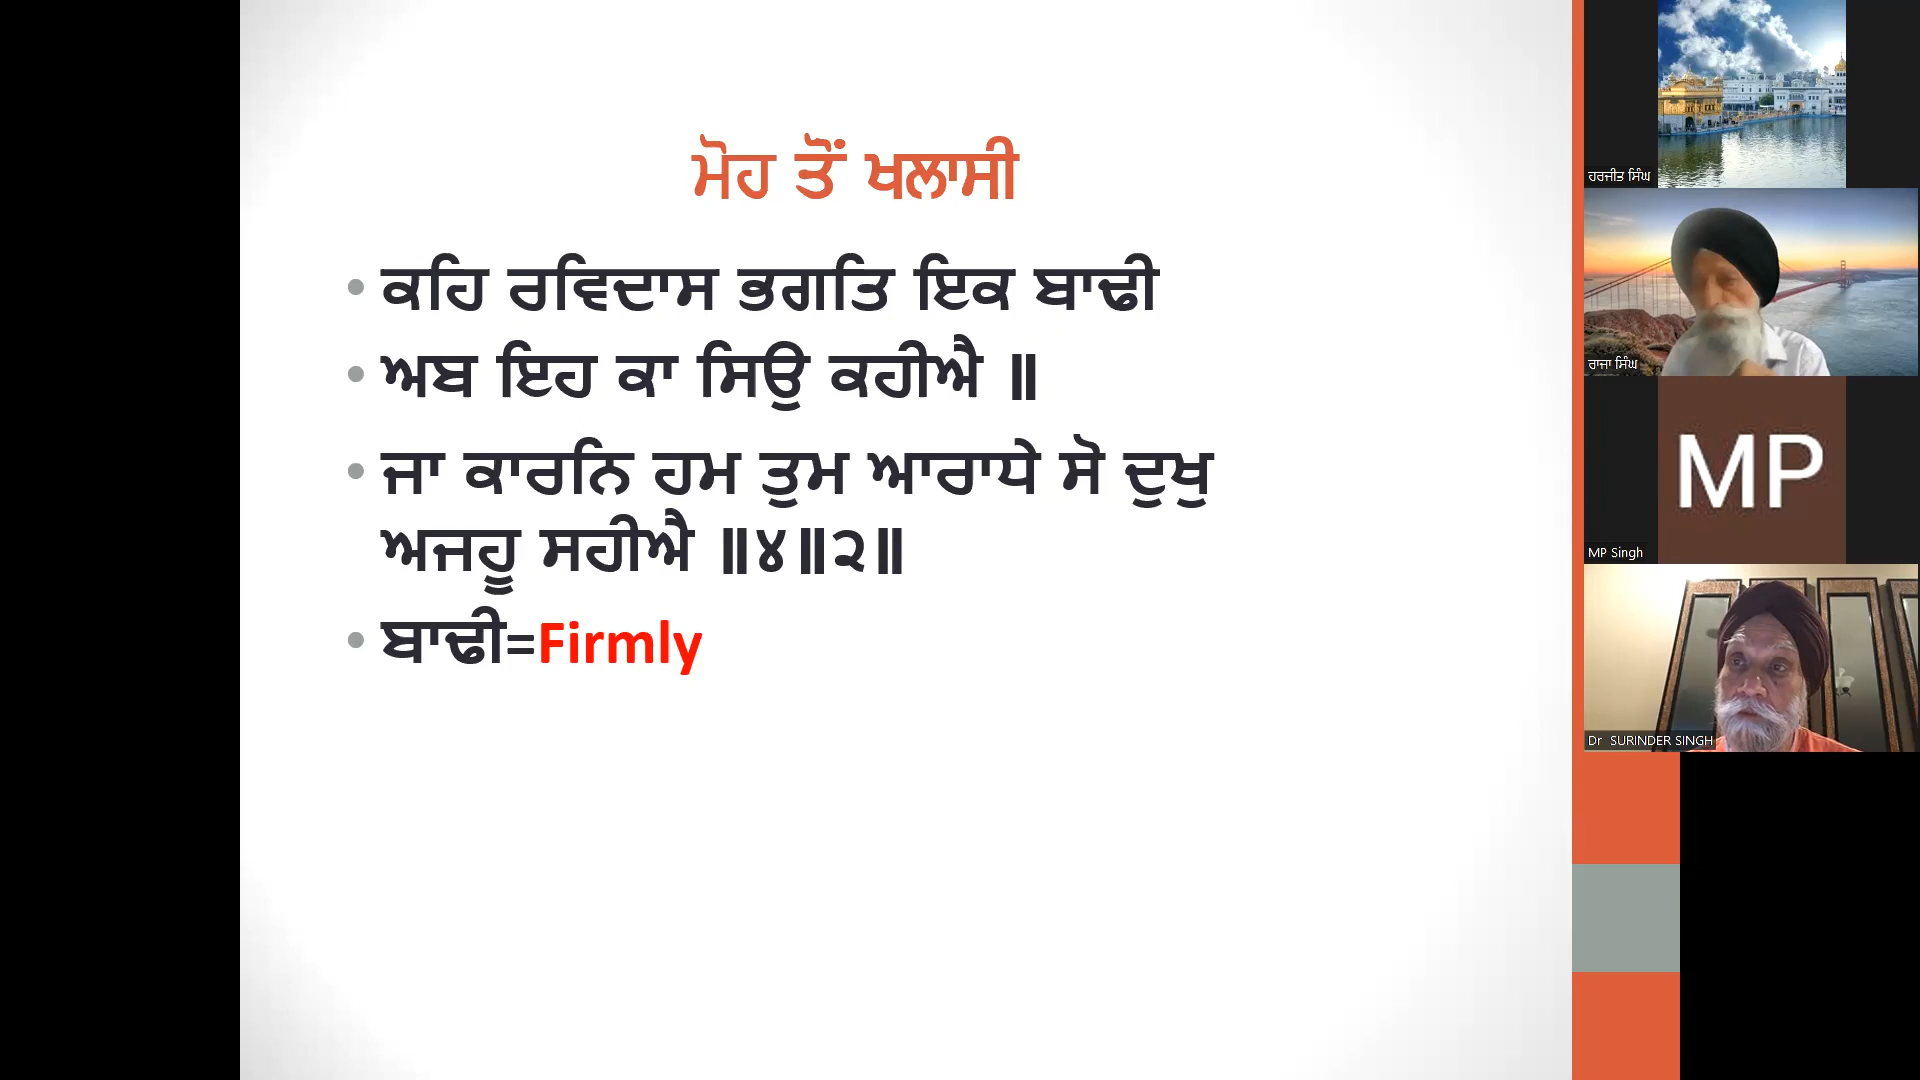 ਮੋਹ ਤੋਂ ਖਲਾਸੀ
ਕਹਿ ਰਵਿਦਾਸ ਭਗਤਿ ਇਕ ਬਾਢੀ
ਅਬ ਇਹ ਕਾ ਸਿਉ ਕਹੀਐ ॥
ਜਾ ਕਾਰਨਿ ਹਮ ਤੁਮ ਆਰਾਧੇ ਸੋ ਦੁਖੁ
ਅਜਹੂ ਸਹੀਐ ॥੪॥੨॥
ਬਾਢੀ=Firmly
ਹਰਜੀਤ ਸਿੰਘ
ਰਾਜਾ ਸਿੰਘ
MP
MP Singh
Dr SURINDER SINGH